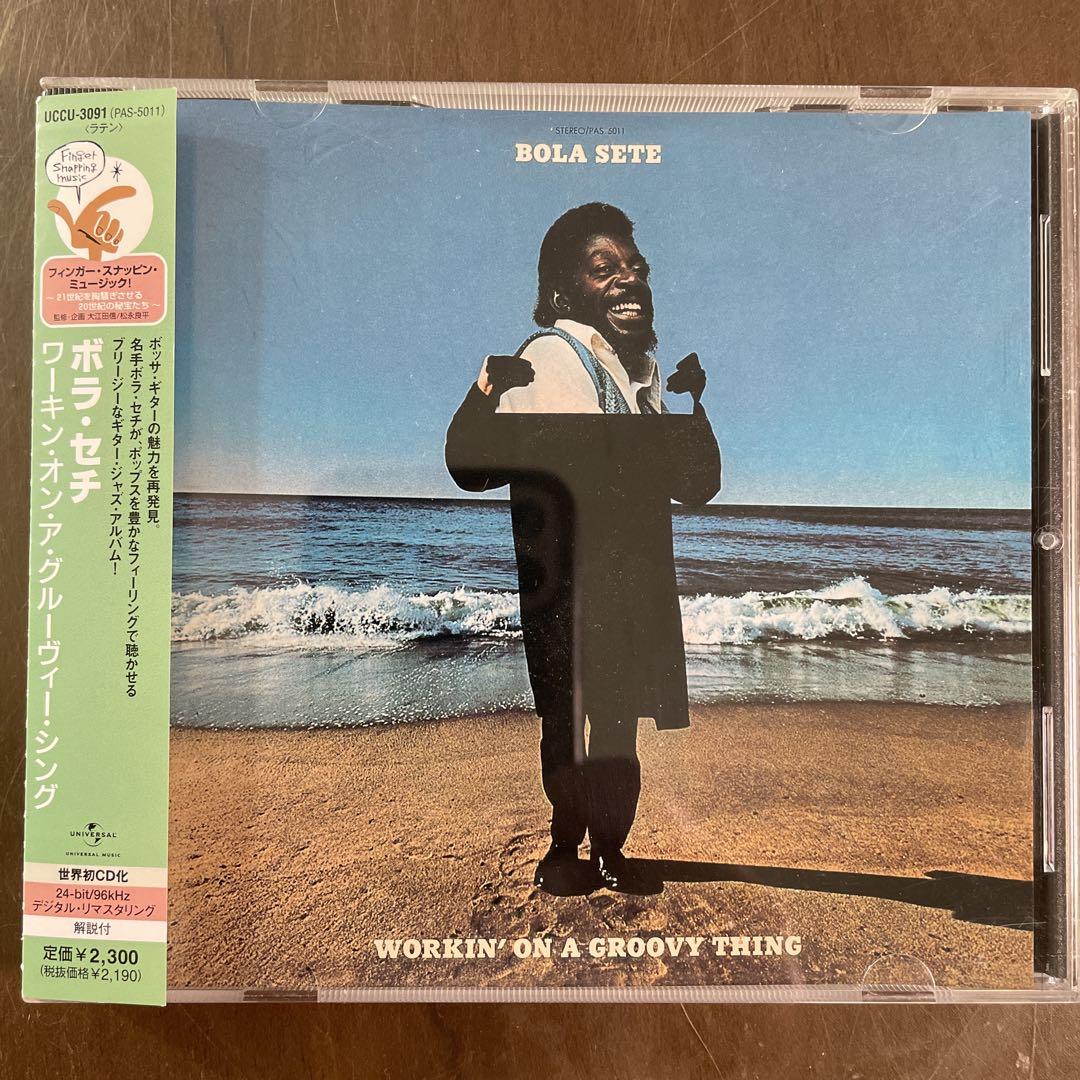 UCCU-3091 (PAS-5011)
〈ラテン〉
Finger
Snapping
music
フィンガー・スナッピン・
ミュージック!
〜21世紀を胸騒ぎさせる
20世紀の秘宝たち〜
監修・企画 大江田信/松永良平
ボッサ・ギターの魅力を再発見。
名手ボラ・セチが、ポップスを豊かなフィーリングで聴かせる
ブリージーなギター・ジャズ・アルバム!
ボラ・セチ
ワーキン・オン・ア・グルーヴィー・シング
UNIVERSAL
UNIVERSAL MUSIC
世界初CD化
24-bit/96kHz
デジタル・リマスタリング
解説付
定価¥2,300
(税抜価格¥2,190)
STEREO/PAS 5011
BOLA SETE
WORKIN' ON A GROOVY THING